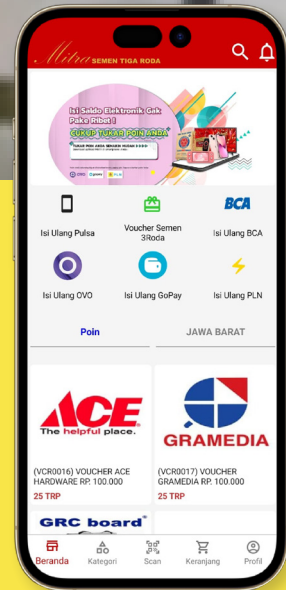 Mitra SEMEN TIGA RODA
Isi Saldo Elektronik Gak
Pake Ribet !
CUKUP TUKAR POIN ANDA
Isi Ulang Pulsa
Voucher Semen
3Roda
BCA
Isi Ulang BCA
Isi Ulang OVO
Isi Ulang GoPay
Isi Ulang PLN
Poin
JAWA BARAT
ACE
The helpful place.
GRAMEDIA
(VCR0016) VOUCHER ACE
HARDWARE RP. 100.000
25 TRP
(VCR0017) VOUCHER
GRAMEDIA RP. 100.000
25 TRP
GRC board
Beranda
Kategori
Scan
Keranjang
Profil